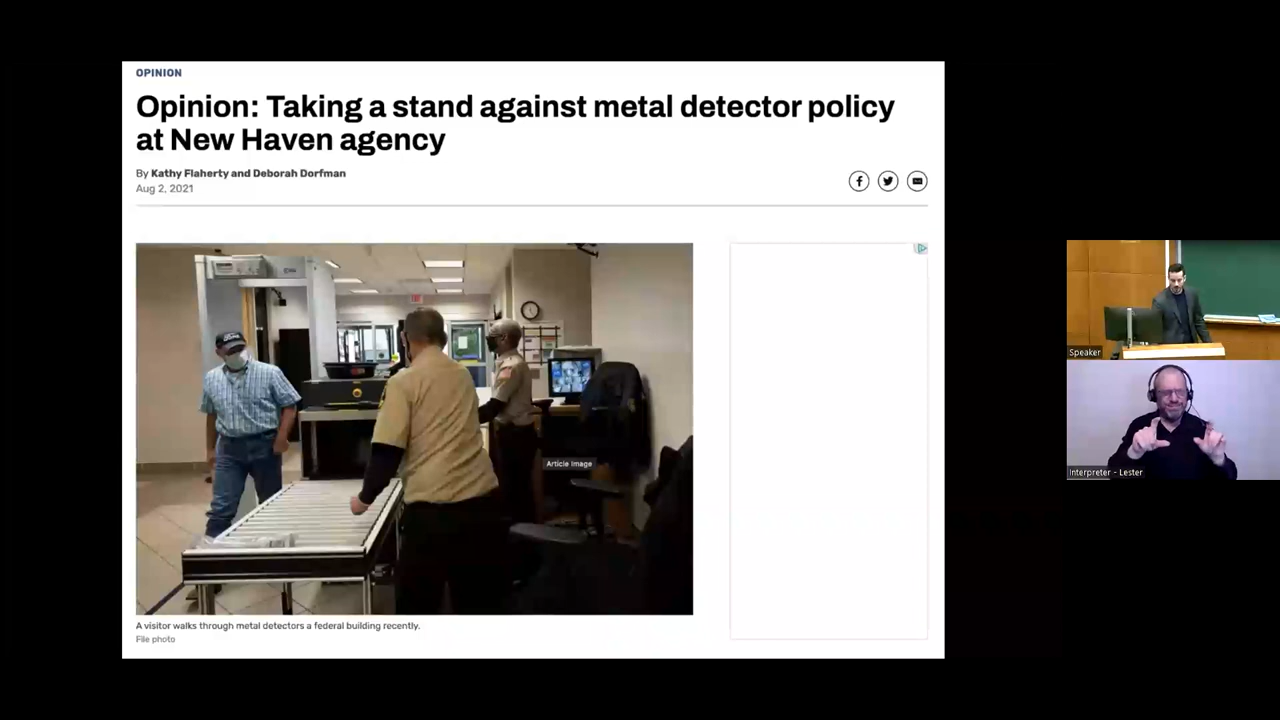 OPINION
Opinion: Taking a stand against metal detector policy
at New Haven agency
By Kathy Flaherty and Deborah Dorfman
Aug 2, 2021
Article Image
A visitor walks through metal detectors a federal building recently.
File photo
Speaker
Interpreter - Lester